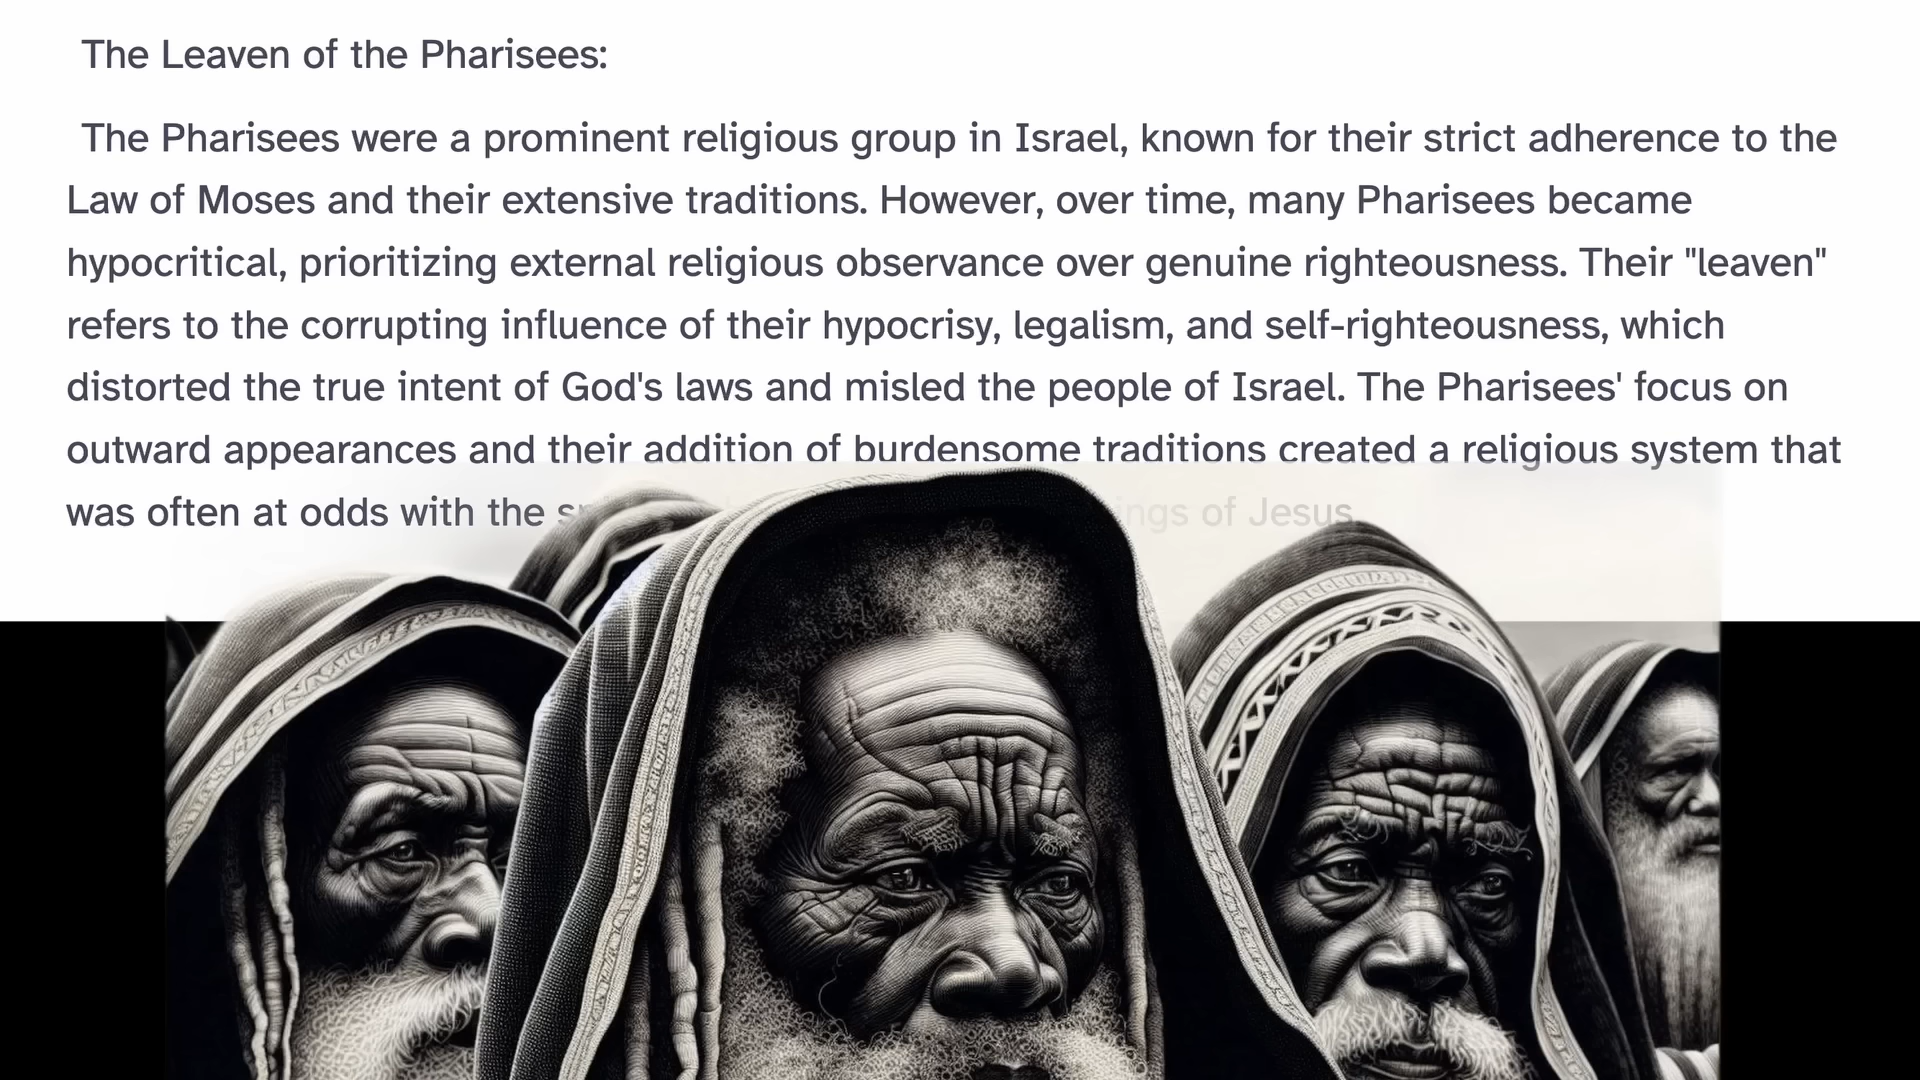 The Leaven of the Pharisees:
The Pharisees were a prominent religious group in Israel, known for their strict adherence to the
Law of Moses and their extensive traditions. However, over time, many Pharisees became
hypocritical, prioritizing external religious observance over genuine righteousness. Their "leaven"
refers to the corrupting influence of their hypocrisy, legalism, and self-righteousness, which
distorted the true intent of God's laws and misled the people of Israel. The Pharisees' focus on
outward appearances and their addition of burdensome traditions created a religious system that
was often at odds with the of Jesus.